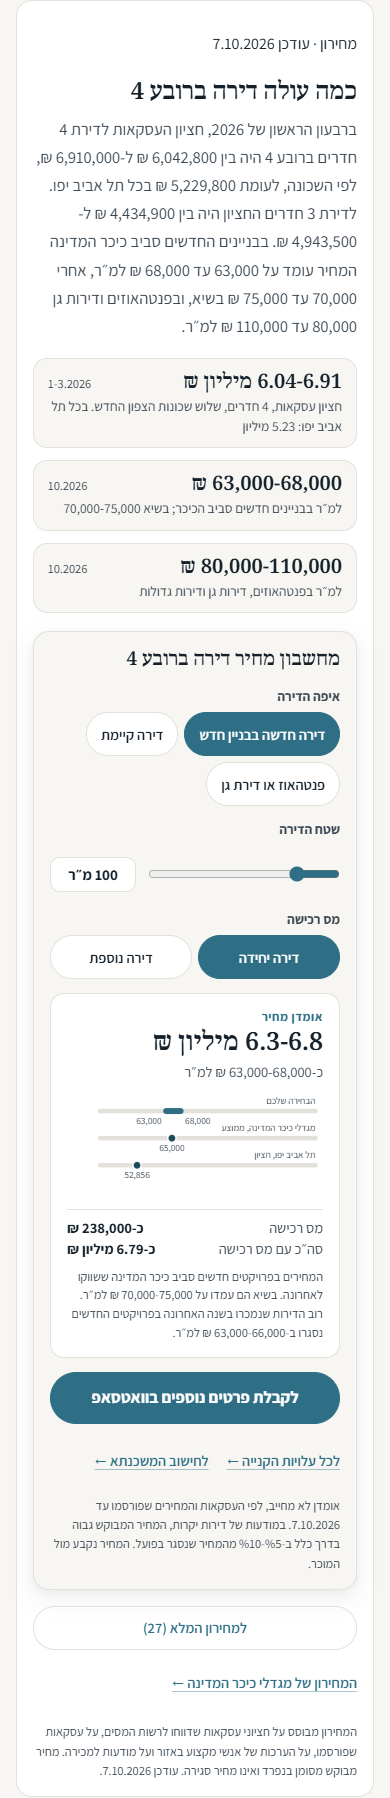 מחירון · עודכן 7.10.2026
כמה עולה דירה ברובע 4
ברבעון הראשון של 2026, חציון העסקאות לדירת 4
חדרים ברובע 4 היה בין 6,042,800 ₪ ל-6,910,000 ₪,
לפי השכונה, לעומת 5,229,800 ₪ בכל תל אביב יפו.
לדירת 3 חדרים החציון היה בין 4,434,900 ₪ ל-
4,943,500 ₪. בבניינים החדשים סביב כיכר המדינה
המחיר עומד על 63,000 עד 68,000 ₪ למ״ר, אחרי
70,000 עד 75,000 ₪ בשיא, ובפנטהאוזים ודירות גן
80,000 עד 110,000 ₪ למ״ר.
6.04-6.91 מיליון ₪
1-3.2026
חציון עסקאות, 4 חדרים, שלוש שכונות הצפון החדש. בכל תל
אביב יפו: 5.23 מיליון
63,000-68,000 ₪
10.2026
למ״ר בבניינים חדשים סביב הכיכר; בשיא 70,000-75,000
80,000-110,000 ₪
10.2026
למ״ר בפנטהאוזים, דירות גן ודירות גדולות
מחשבון מחיר דירה ברובע 4
איפה הדירה
דירה חדשה בבניין חדש
דירה קיימת
פנטהאוז או דירת גן
שטח הדירה
100 מ״ר
מס רכישה
דירה יחידה
דירה נוספת
אומדן מחיר
6.3-6.8 מיליון ₪
כ-63,000-68,000 ₪ למ״ר
הבחירה שלכם
63,000
68,000
מגדלי כיכר המדינה, ממוצע
65,000
תל אביב יפו, חציון
52,856
מס רכישה
כ-238,000 ₪
סה״כ עם מס רכישה
כ-6.79 מיליון ₪
המחירים בפרויקטים חדשים סביב כיכר המדינה ששווקו
לאחרונה. בשיא הם עמדו על 70,000-75,000 ₪ למ״ר.
רוב הדירות שנמכרו בשנה האחרונה בפרויקטים החדשים
נסגרו ב-63,000-66,000 ₪ למ״ר.
לקבלת פרטים נוספים בוואטסאפ
לכל עלויות הקנייה ←
לחישוב המשכנתא ←
אומדן לא מחייב, לפי העסקאות והמחירים שפורסמו עד
7.10.2026. במודעות של דירות יקרות, המחיר המבוקש גבוה
בדרך כלל ב-5%-10% מהמחיר שנסגר בפועל. המחיר נקבע מול
המוכר.
למחירון המלא (27)
המחירון של מגדלי כיכר המדינה ←
המחירון מבוסס על חציוני עסקאות שדווחו לרשות המסים, על עסקאות
שפורסמו, על הערכות של אנשי מקצוע באזור ועל מודעות למכירה. מחיר
מבוקש מסומן בנפרד ואינו מחיר סגירה. עודכן 7.10.2026.